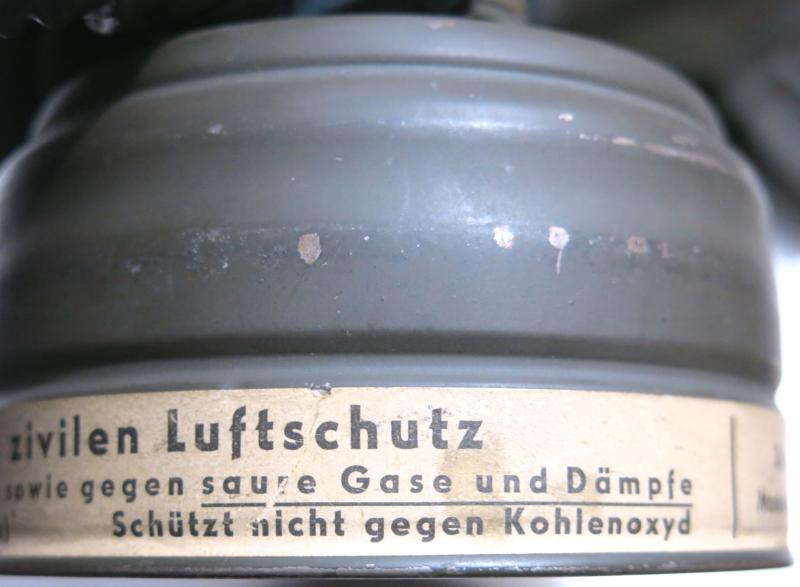 zivilen Luftschutz
sowie gegen saure Gase und Dämpfe
Schützt nicht gegen Kohlenoxyd